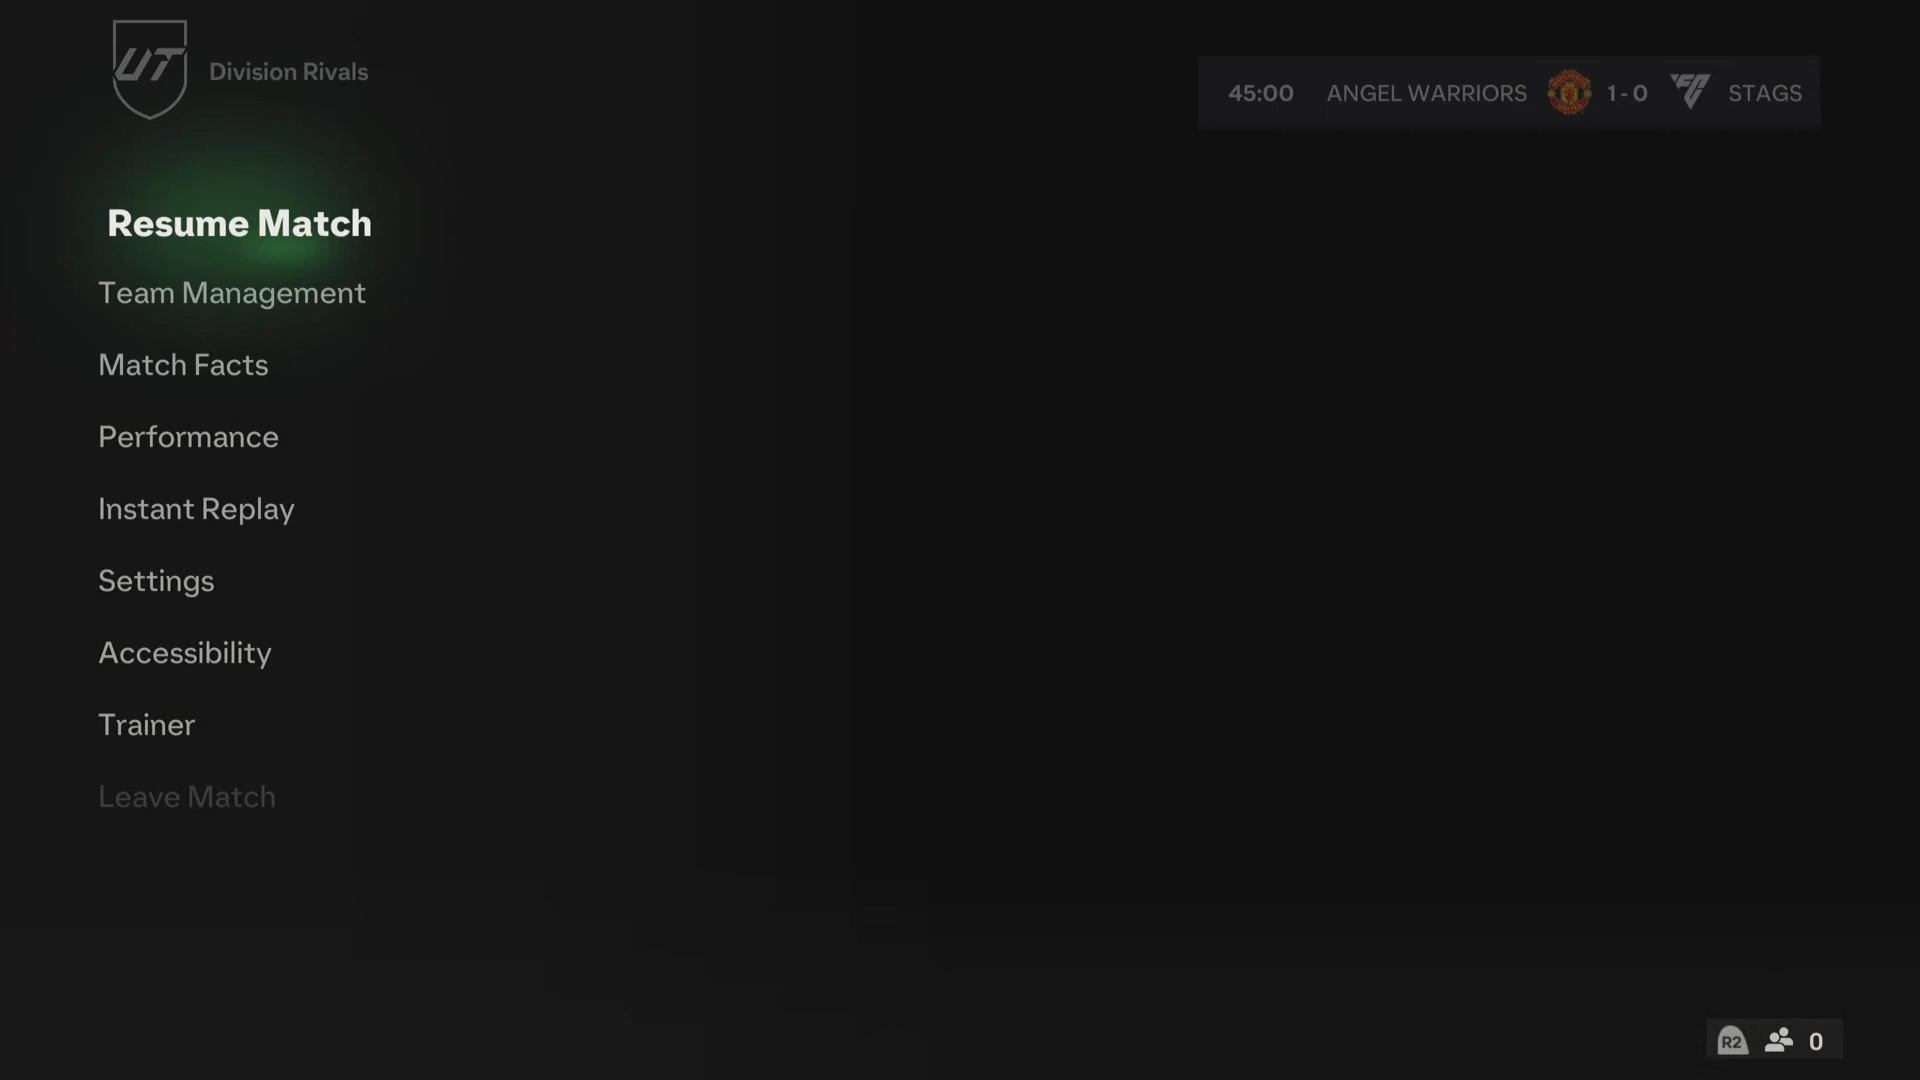 UT
Division Rivals
45:00 ANGEL WARRIORS 1-0 STAGS
Resume Match
Team Management
Match Facts
Performance
Instant Replay
Settings
Accessibility
Trainer
Leave Match
R2 0